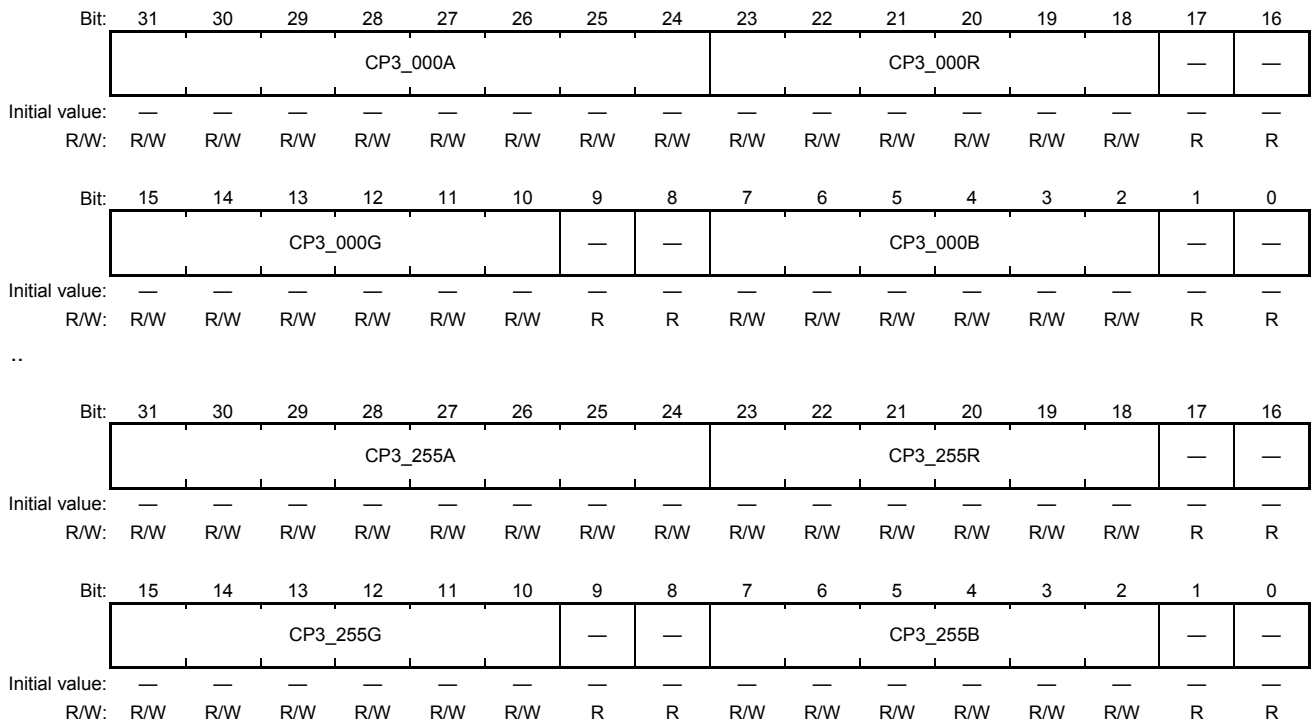 Bit: 31 30 29 28 27 26 25 24 23 22 21 20 19 18 17 16
CP3_000A CP3_000R — —
Initial value: — — — — — — — — — — — — — — — —
R/W: R/W R/W R/W R/W R/W R/W R/W R/W R/W R/W R/W R/W R/W R/W R R
Bit: 15 14 13 12 11 10 9 8 7 6 5 4 3 2 1 0
CP3_000G — — CP3_000B — —
Initial value: — — — — — — — — — — — — — — — —
R/W: R/W R/W R/W R/W R/W R/W R R R/W R/W R/W R/W R/W R/W R R
..
Bit: 31 30 29 28 27 26 25 24 23 22 21 20 19 18 17 16
CP3_255A CP3_255R — —
Initial value: — — — — — — — — — — — — — — — —
R/W: R/W R/W R/W R/W R/W R/W R/W R/W R/W R/W R/W R/W R/W R/W R R
Bit: 15 14 13 12 11 10 9 8 7 6 5 4 3 2 1 0
CP3_255G — — CP3_255B — —
Initial value: — — — — — — — — — — — — — — — —
R/W: R/W R/W R/W R/W R/W R/W R R R/W R/W R/W R/W R/W R/W R R